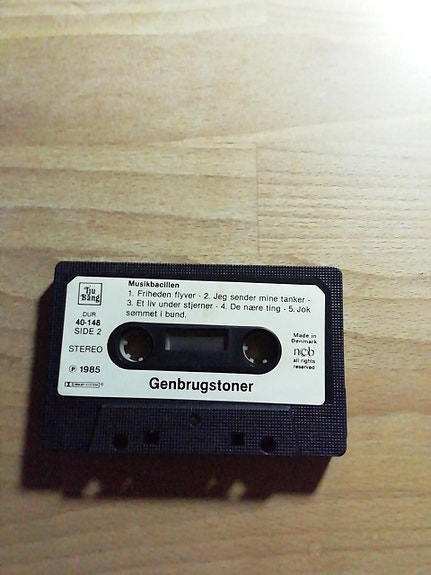 Tju
Bang
Musikbacillen
1. Friheden flyver - 2. Jeg sender mine tanker -
3. Et liv under stjerner - 4. De nære ting - 5. Jok
sømmet i bund.
DUR
40-148
SIDE 2
STEREO
Ⓟ 1985
Made in
Denmark
ncb
all rights
reserved
Genbrugstoner